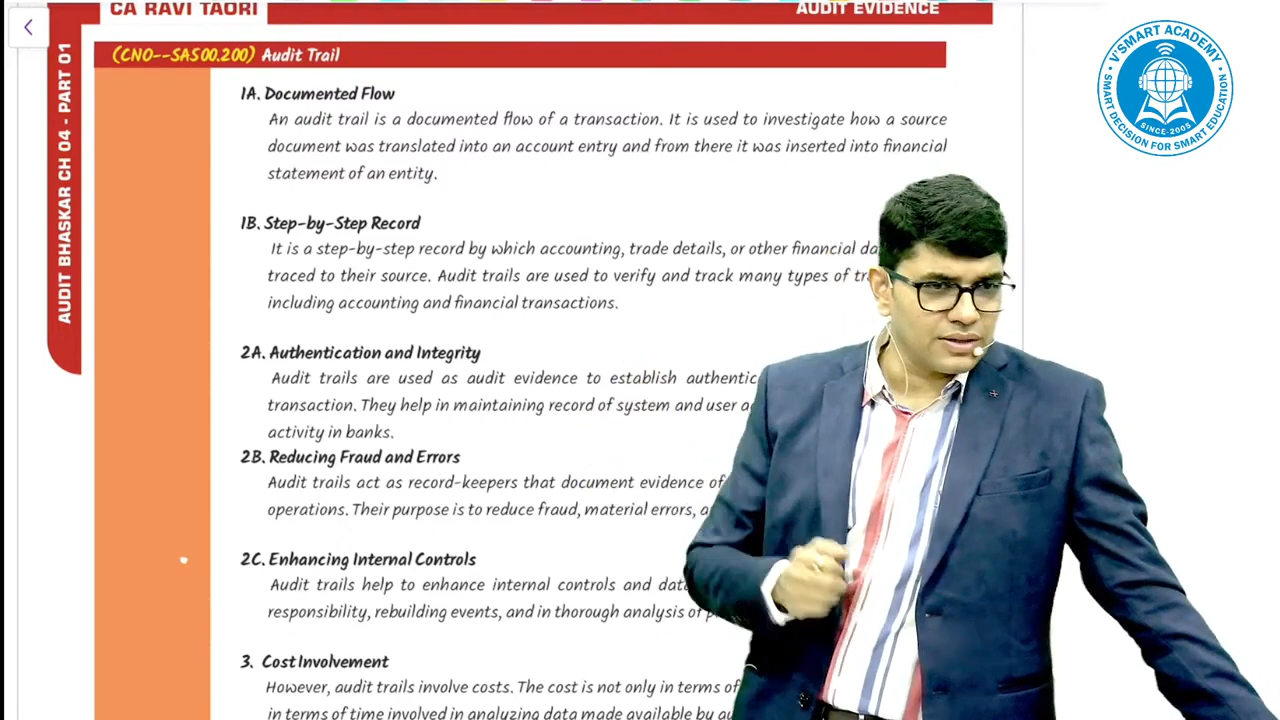 CA RAVI TAORI
AUDIT EVIDENCE
AUDIT BHASKAR CH 04 - PART 01
(CNO--SA500.200) Audit Trail
1A. Documented Flow
An audit trail is a documented flow of a transaction. It is used to investigate how a source
document was translated into an account entry and from there it was inserted into financial
statement of an entity.
1B. Step-by-Step Record
It is a step-by-step record by which accounting, trade details, or other financial
traced to their source. Audit trails are used to verify and track many types of
including accounting and financial transactions.
2A. Authentication and Integrity
Audit trails are used as audit evidence to establish
transaction. They help in maintaining record of system and user
activity in banks.
2B. Reducing Fraud and Errors
Audit trails act as record-keepers that document evidence of
operations. Their purpose is to reduce fraud, material errors,
2C. Enhancing Internal Controls
Audit trails help to enhance internal controls and
responsibility, rebuilding events, and in thorough analysis of
3. Cost Involvement
However, audit trails involve costs. The cost is not only in terms of
in terms of time involved in analyzing data made available by
V'SMART ACADEMY
SINCE-2005
SMART DECISION FOR SMART EDUCATION